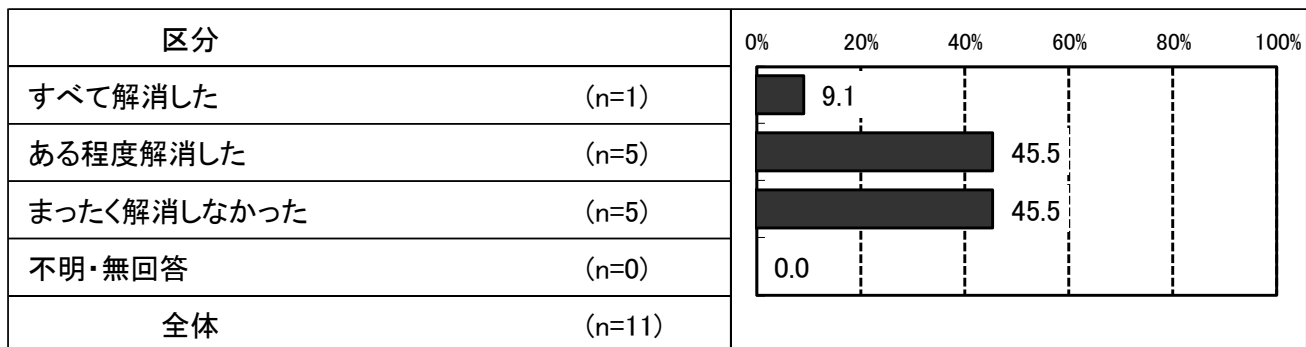 区分 0% 20% 40% 60% 80% 100%
すべて解消した (n=1) 9.1
ある程度解消した (n=5) 45.5
まったく解消しなかった (n=5) 45.5
不明・無回答 (n=0) 0.0
全体 (n=11)